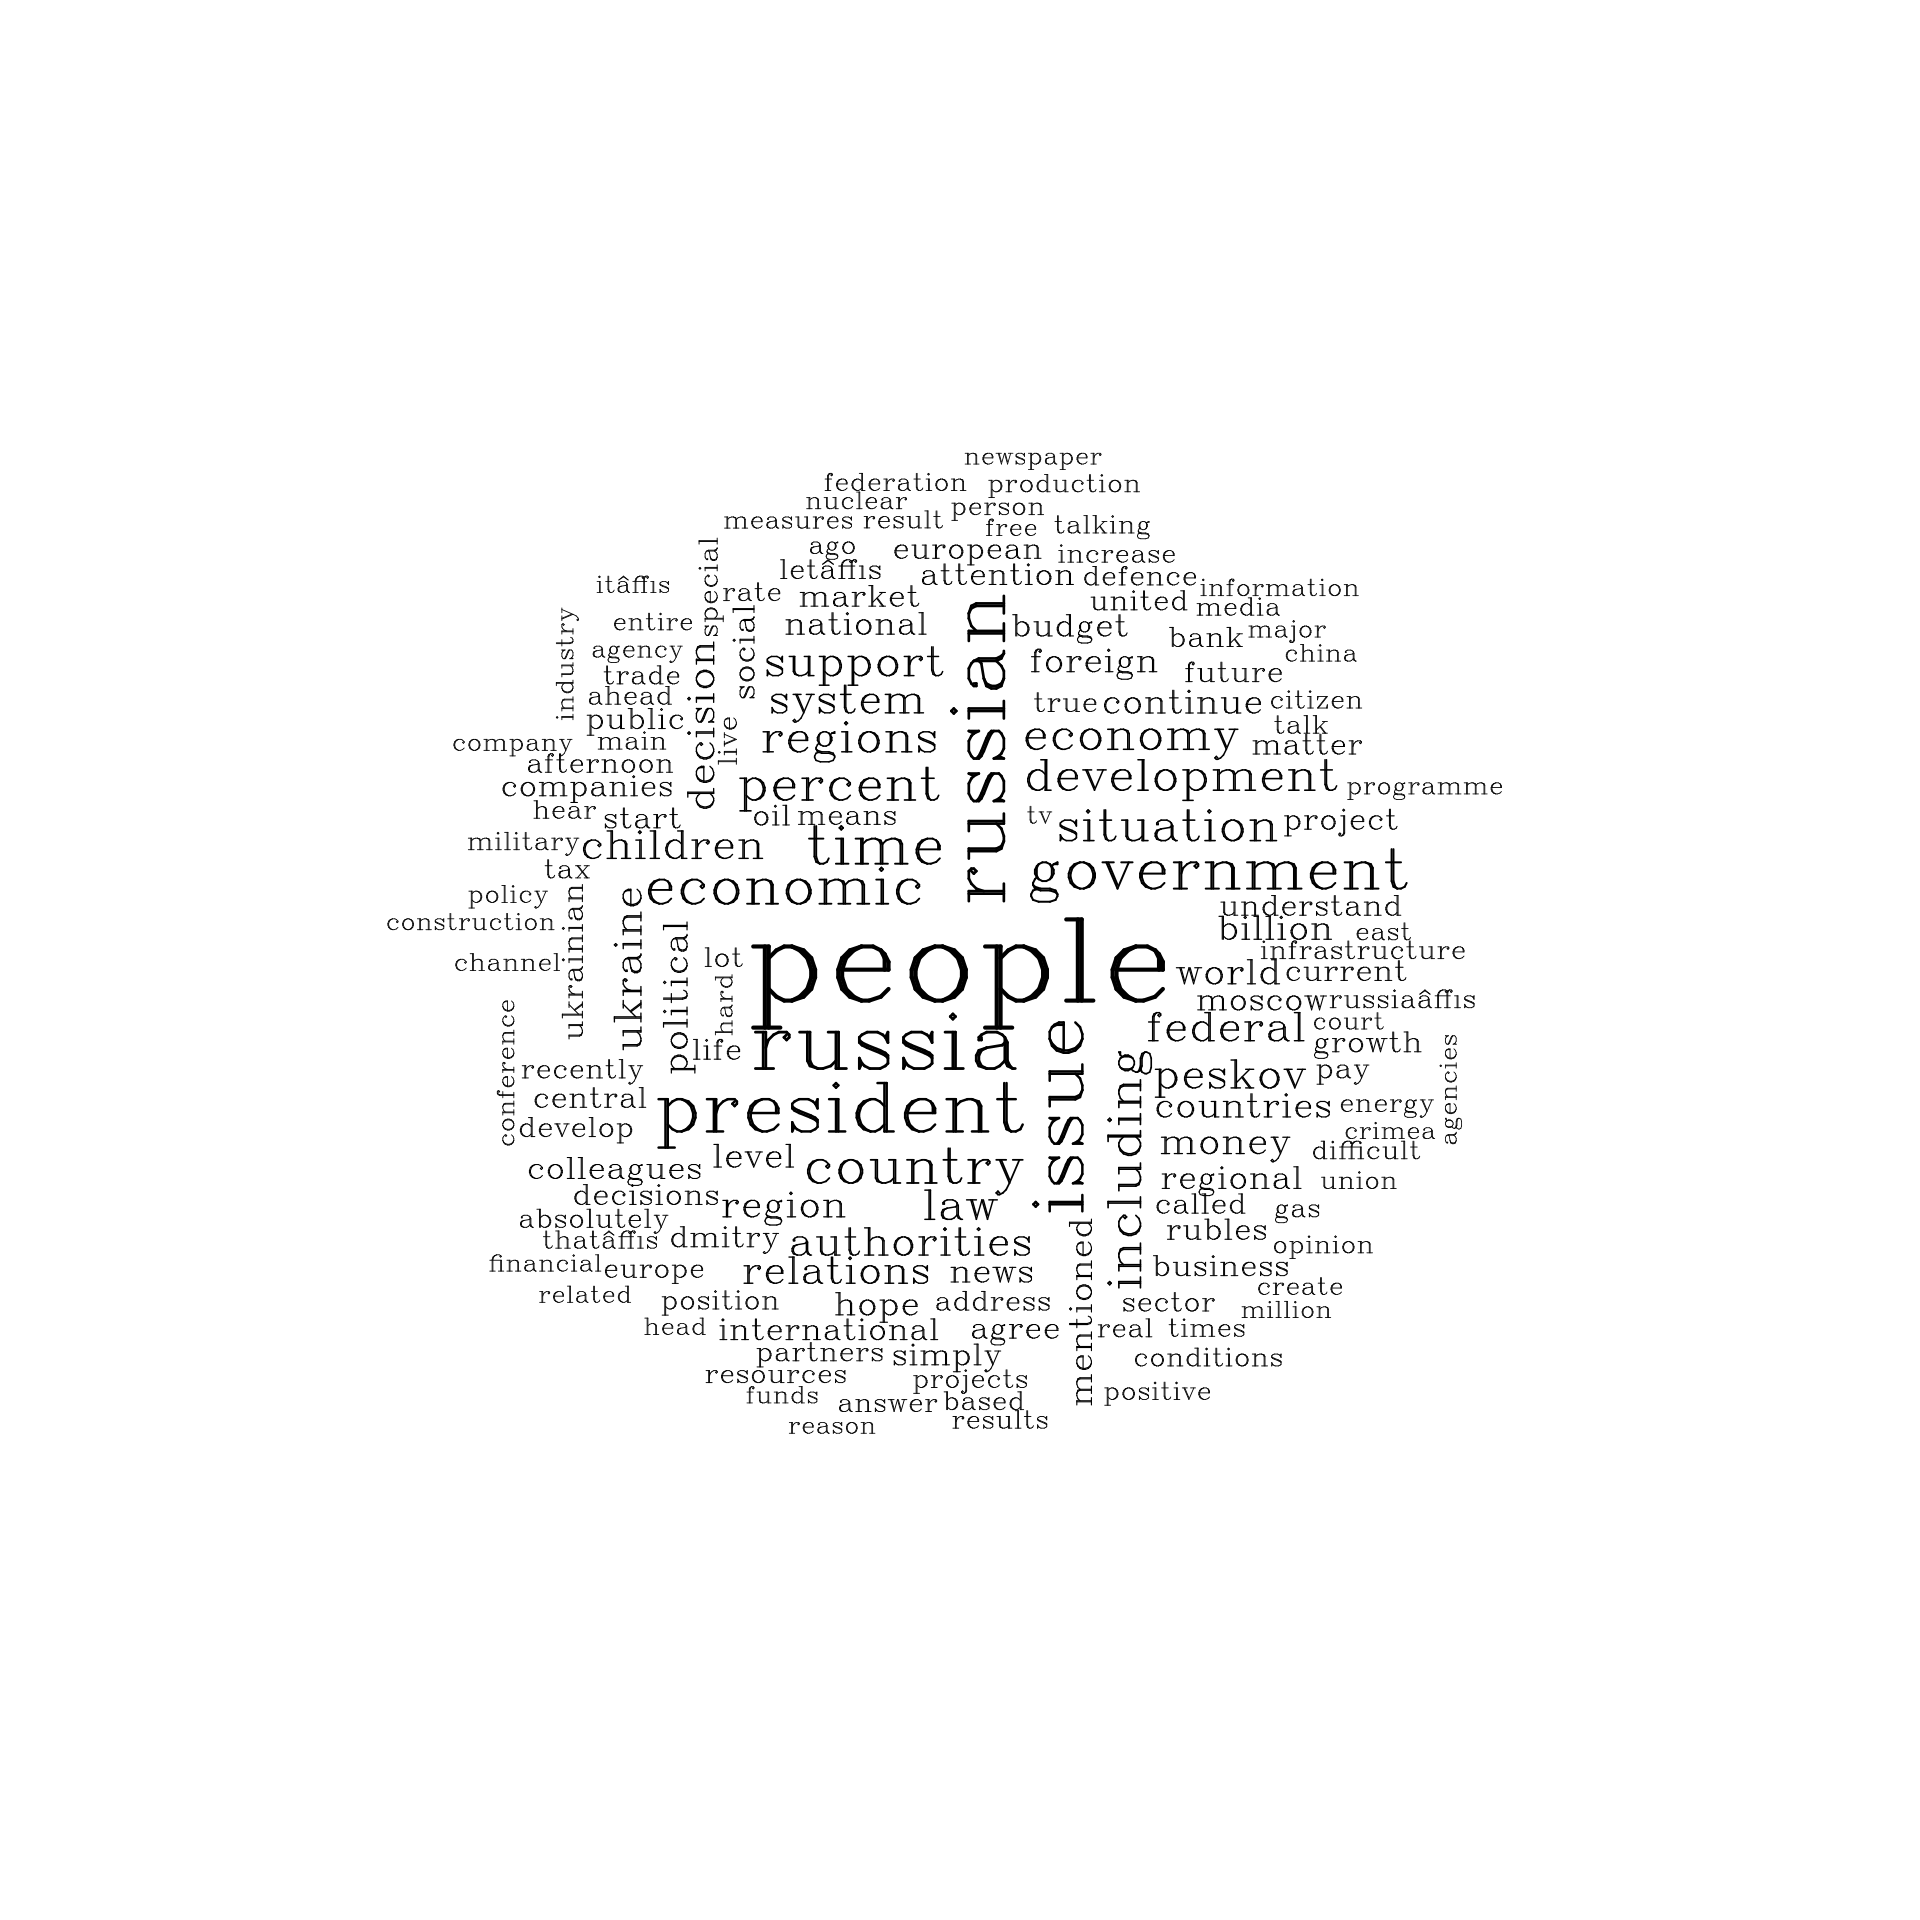 newspaper
federation production
nuclear person
measures result free talking
ago european increase
special
letâffıs attention defence
itâffıs rate market united information
media
industry entire social national russian budget bank major
agency decision support foreign china
trade future
ahead system true continue citizen
public live talk
company main regions economy matter
afternoon
companies percent development programme
hear start oil means tv situation project
military children time
tax government
policy ukrainian ukraine economic understand
construction political billion east
infrastructure
channel lot people world current
hard moscow russiaâffıs
conference life russia issue federal court
growth
recently including peskov pay agencies
central president countries energy
develop crimea
money difficult
colleagues level country regional union
decisions region law called gas
absolutely rubles
thatâffıs dmitry authorities mentioned opinion
financial europe relations news business
create
related position hope address sector million
head international agree real times
partners simply conditions
resources projects
funds answer based positive
reason results